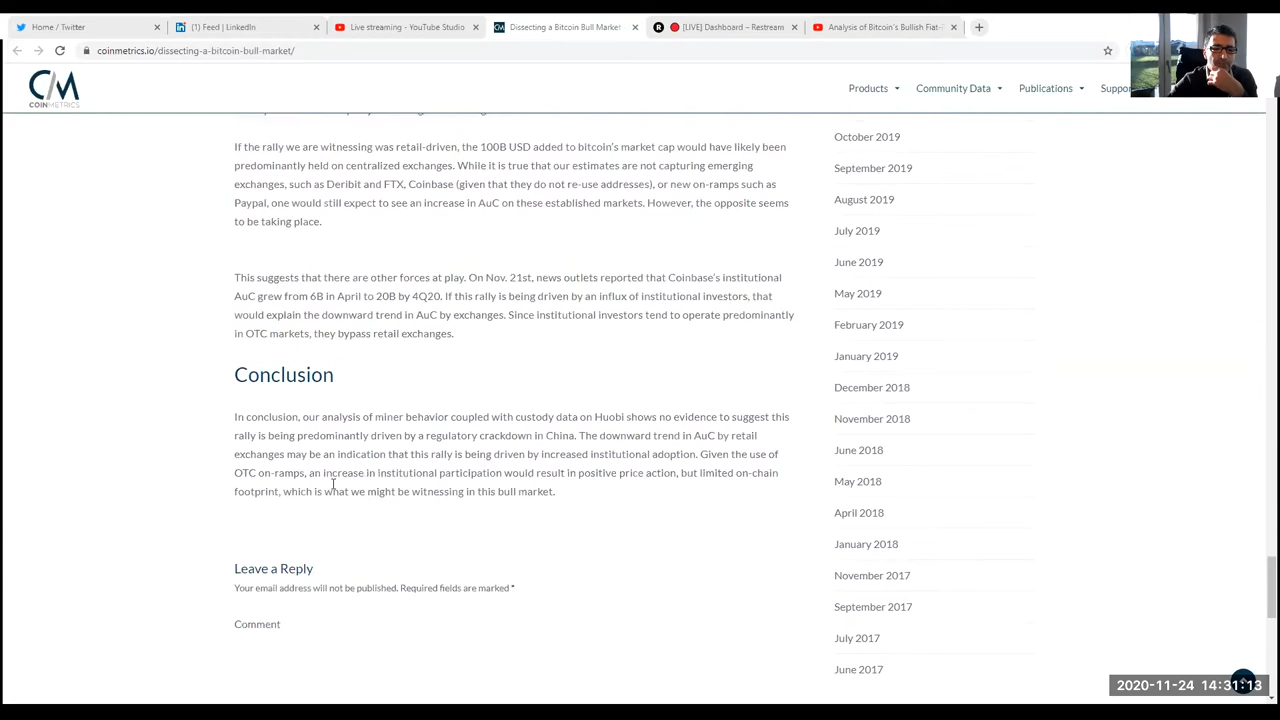 Home / Twitter
(1) Feed | LinkedIn
Live streaming - YouTube Studio
Dissecting a Bitcoin Bull Market
[LIVE] Dashboard – Restream
Analysis of Bitcoin's Bullish Fiat-
coinmetrics.io/dissecting-a-bitcoin-bull-market/
CM
COINMETRICS
Products
Community Data
Publications
If the rally we are witnessing was retail-driven, the 100B USD added to bitcoin's market cap would have likely been
predominantly held on centralized exchanges. While it is true that our estimates are not capturing emerging
exchanges, such as Deribit and FTX, Coinbase (given that they do not re-use addresses), or new on-ramps such as
Paypal, one would still expect to see an increase in AuC on these established markets. However, the opposite seems
to be taking place.
This suggests that there are other forces at play. On Nov. 21st, news outlets reported that Coinbase's institutional
AuC grew from 6B in April to 20B by 4Q20. If this rally is being driven by an influx of institutional investors, that
would explain the downward trend in AuC by exchanges. Since institutional investors tend to operate predominantly
in OTC markets, they bypass retail exchanges.
Conclusion
In conclusion, our analysis of miner behavior coupled with custody data on Huobi shows no evidence to suggest this
rally is being predominantly driven by a regulatory crackdown in China. The downward trend in AuC by retail
exchanges may be an indication that this rally is being driven by increased institutional adoption. Given the use of
OTC on-ramps, an increase in institutional participation would result in positive price action, but limited on-chain
footprint, which is what we might be witnessing in this bull market.
Leave a Reply
Your email address will not be published. Required fields are marked *
Comment
October 2019
September 2019
August 2019
July 2019
June 2019
May 2019
February 2019
January 2019
December 2018
November 2018
June 2018
May 2018
April 2018
January 2018
November 2017
September 2017
July 2017
June 2017
2020-11-24 14:31:13